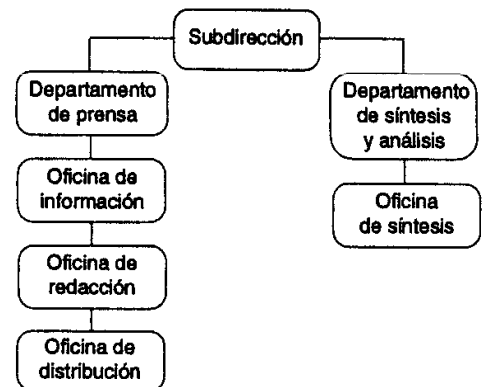 Subdirección
Departamento
de prensa
Oficina de
información
Oficina de
redacción
Oficina de
distribución
Departamento
de síntesis
y análisis
Oficina
de síntesis